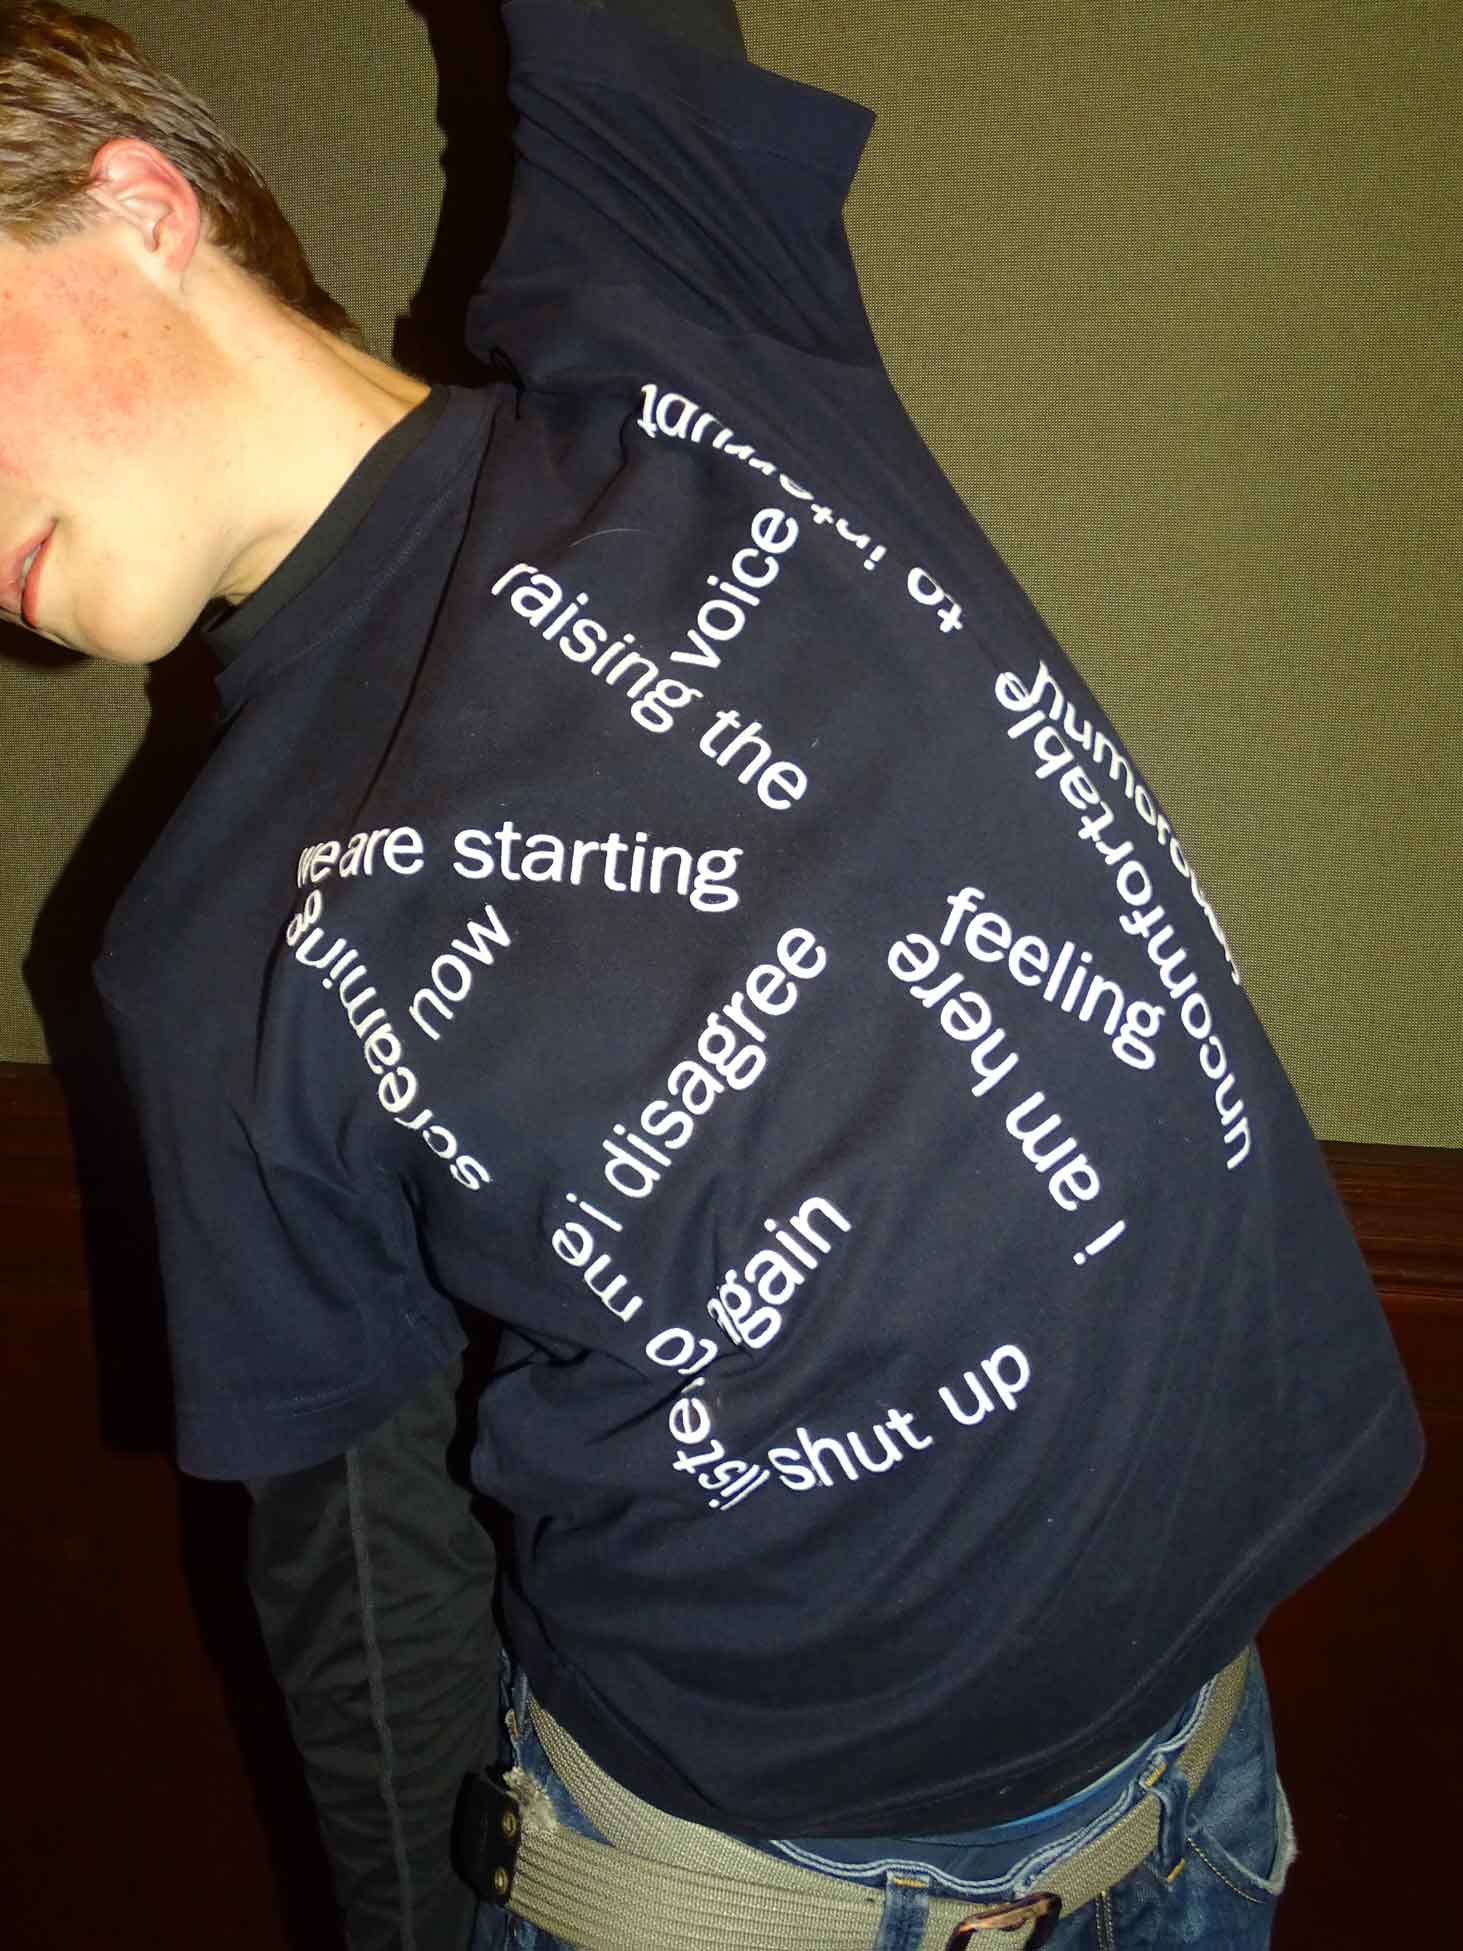 to interrupt
voice
raising the
uncomfortable
we are starting
now
screaming
feeling
i am here
i disagree
listen to me
again
shut up